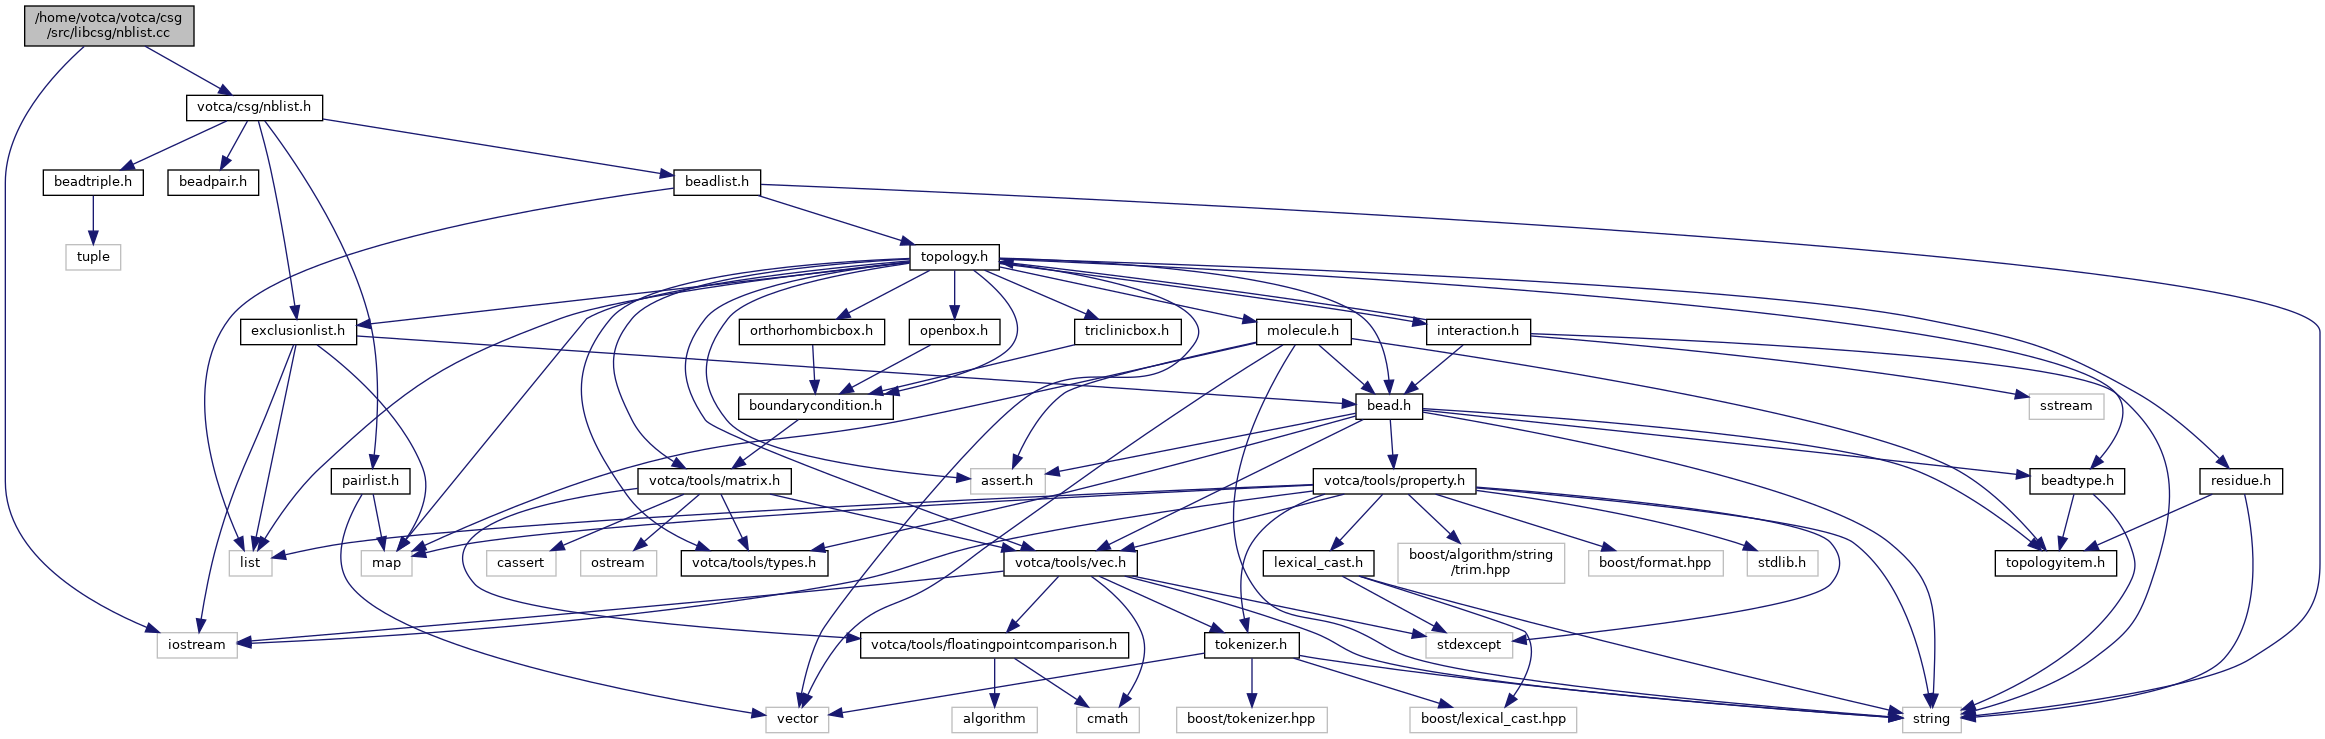 /home/votca/votca/csg
/src/libcsg/nblist.cc
votca/csg/nblist.h
beadtriple.h
beadpair.h
beadlist.h
tuple
topology.h
exclusionlist.h
orthorhombicbox.h
openbox.h
triclinicbox.h
molecule.h
interaction.h
boundarycondition.h
bead.h
sstream
pairlist.h
votca/tools/matrix.h
assert.h
votca/tools/property.h
beadtype.h
residue.h
list
map
cassert
ostream
votca/tools/types.h
votca/tools/vec.h
lexical_cast.h
boost/algorithm/string
/trim.hpp
boost/format.hpp
stdlib.h
topologyitem.h
iostream
votca/tools/floatingpointcomparison.h
tokenizer.h
stdexcept
vector
algorithm
cmath
boost/tokenizer.hpp
boost/lexical_cast.hpp
string